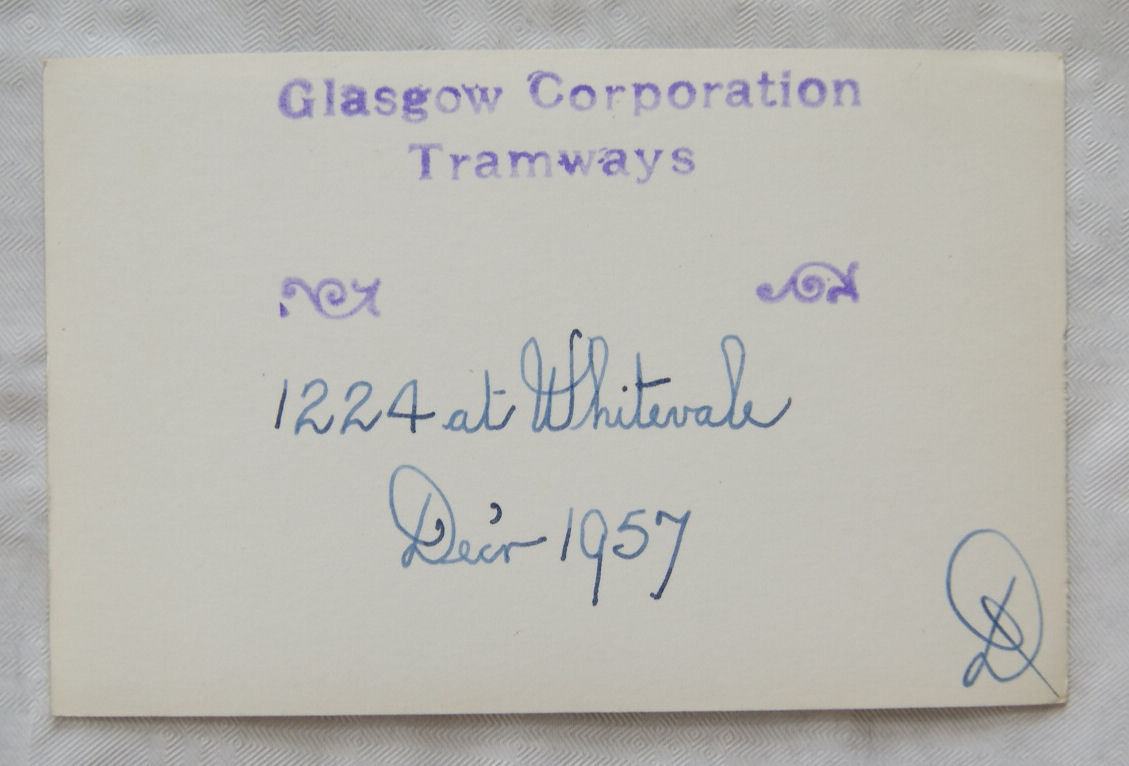 Glasgow Corporation
Tramways
1224 at Whitevale
Dec'r 1957